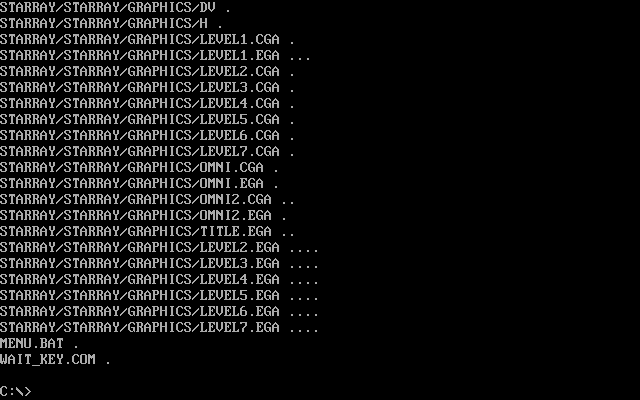 STARRAY/STARRAY/GRAPHICS/DV .
STARRAY/STARRAY/GRAPHICS/H .
STARRAY/STARRAY/GRAPHICS/LEVEL1.CGA .
STARRAY/STARRAY/GRAPHICS/LEVEL1.EGA ...
STARRAY/STARRAY/GRAPHICS/LEVEL2.CGA .
STARRAY/STARRAY/GRAPHICS/LEVEL3.CGA .
STARRAY/STARRAY/GRAPHICS/LEVEL4.CGA .
STARRAY/STARRAY/GRAPHICS/LEVEL5.CGA .
STARRAY/STARRAY/GRAPHICS/LEVEL6.CGA .
STARRAY/STARRAY/GRAPHICS/LEVEL7.CGA .
STARRAY/STARRAY/GRAPHICS/OMNI.CGA .
STARRAY/STARRAY/GRAPHICS/OMNI.EGA .
STARRAY/STARRAY/GRAPHICS/OMNI2.CGA ..
STARRAY/STARRAY/GRAPHICS/OMNI2.EGA .
STARRAY/STARRAY/GRAPHICS/TITLE.EGA ..
STARRAY/STARRAY/GRAPHICS/LEVEL2.EGA ....
STARRAY/STARRAY/GRAPHICS/LEVEL3.EGA ....
STARRAY/STARRAY/GRAPHICS/LEVEL4.EGA ....
STARRAY/STARRAY/GRAPHICS/LEVEL5.EGA ....
STARRAY/STARRAY/GRAPHICS/LEVEL6.EGA ....
STARRAY/STARRAY/GRAPHICS/LEVEL7.EGA ....
MENU.BAT .
WAIT_KEY.COM .
C:\>